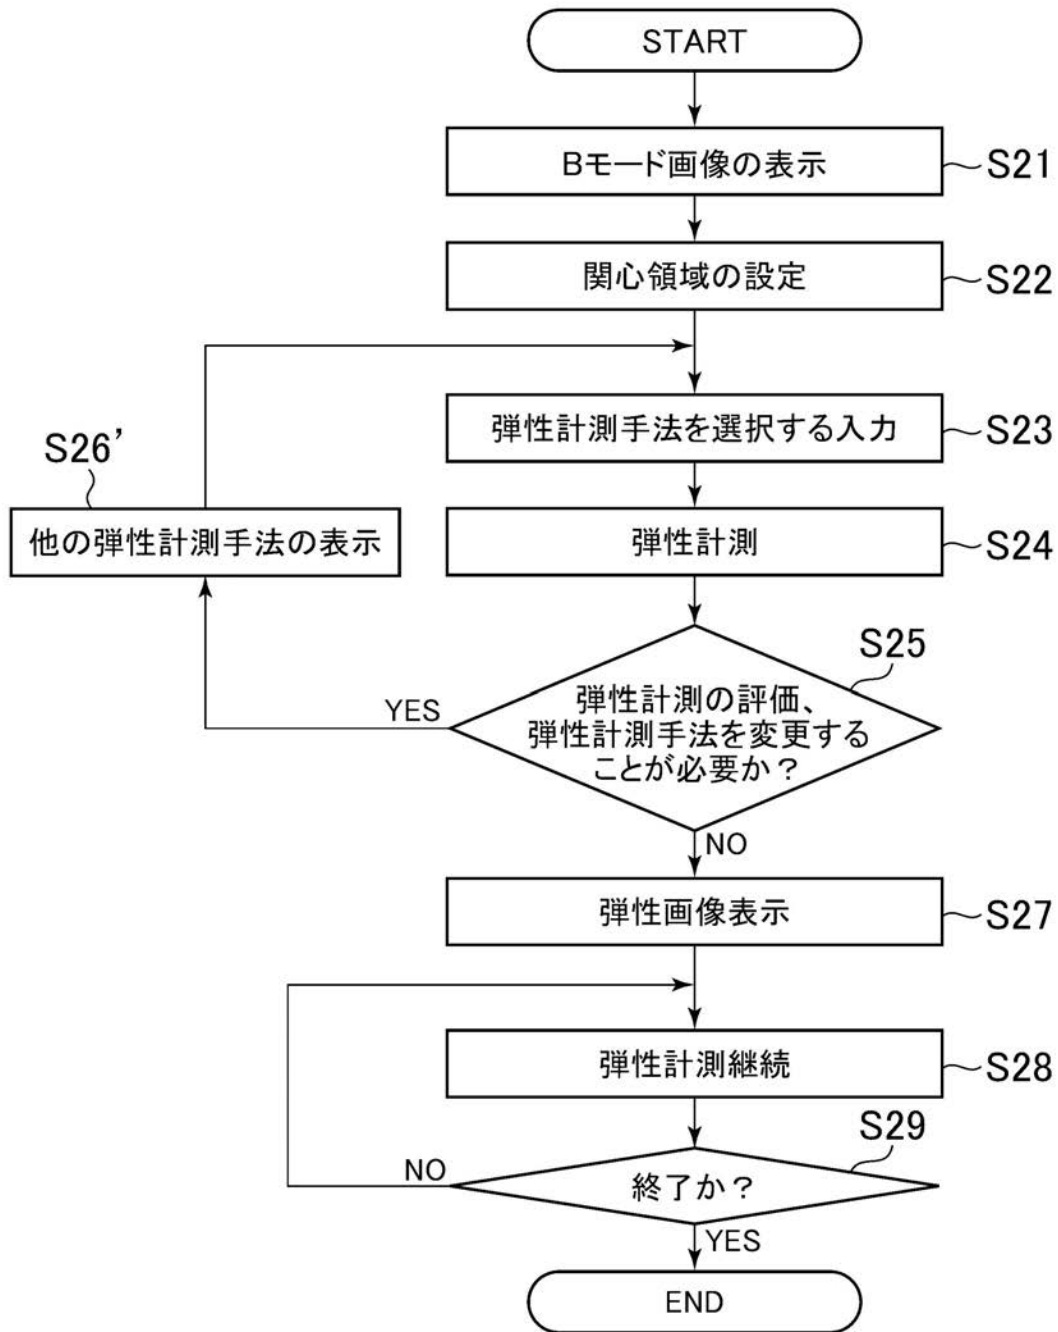 START
Bモード画像の表示
S21
関心領域の設定
S22
弾性計測手法を選択する入力
S23
S26’
他の弾性計測手法の表示
弾性計測
S24
S25
弾性計測の評価、
弾性計測手法を変更する
ことが必要か？
YES
NO
弾性画像表示
S27
弾性計測継続
S28
S29
終了か？
NO
YES
END